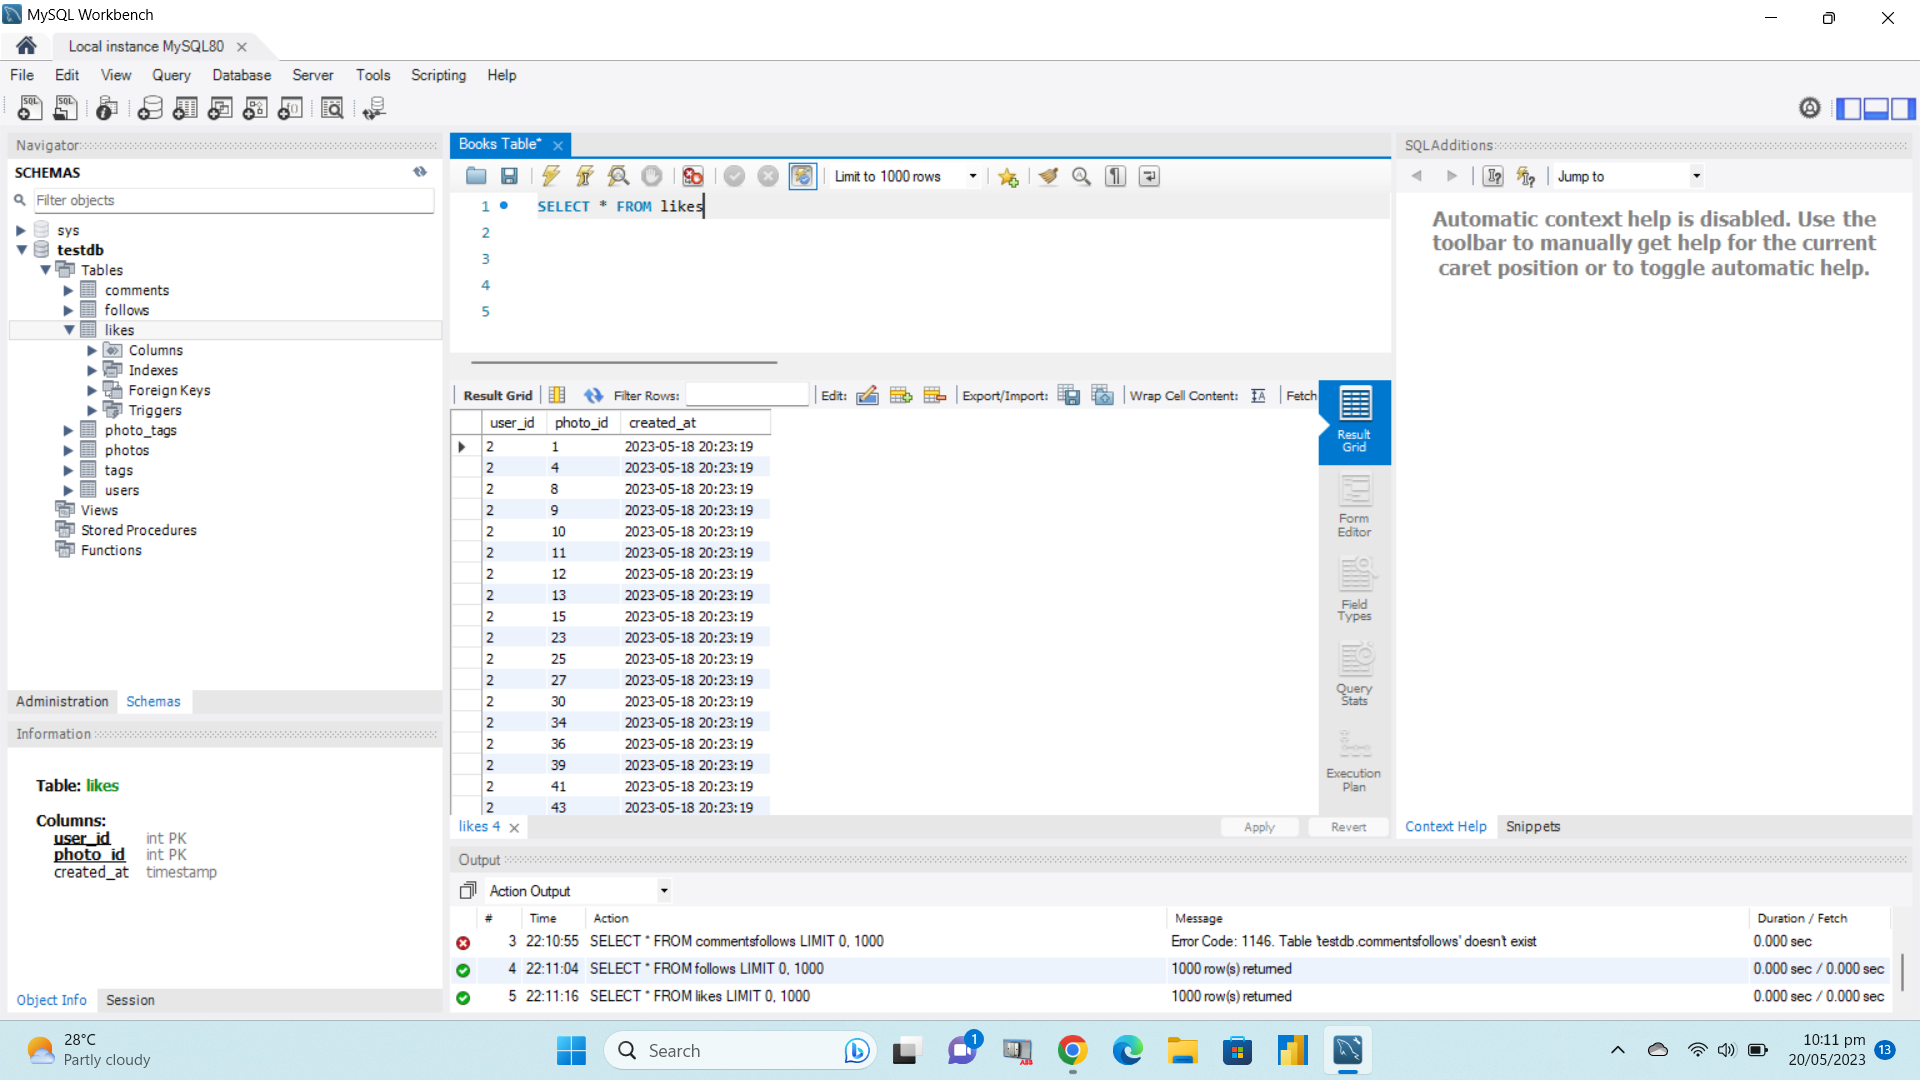 MySQL Workbench
Local instance MySQL80
File Edit View Query Database Server Tools Scripting Help
Navigator
SCHEMAS
Filter objects
sys
testdb
Tables
comments
follows
likes
Columns
Indexes
Foreign Keys
Triggers
photo_tags
photos
tags
users
Views
Stored Procedures
Functions
Administration Schemas
Information
Table: likes
Columns:
user_id int PK
photo_id int PK
created_at timestamp
Object Info Session
Books Table*
Limit to 1000 rows
1 SELECT * FROM likes
2
3
4
5
Result Grid Filter Rows: Edit: Export/Import: Wrap Cell Content: Fetch
user_id photo_id created_at
2 1 2023-05-18 20:23:19
2 4 2023-05-18 20:23:19
2 8 2023-05-18 20:23:19
2 9 2023-05-18 20:23:19
2 10 2023-05-18 20:23:19
2 11 2023-05-18 20:23:19
2 12 2023-05-18 20:23:19
2 13 2023-05-18 20:23:19
2 15 2023-05-18 20:23:19
2 23 2023-05-18 20:23:19
2 25 2023-05-18 20:23:19
2 27 2023-05-18 20:23:19
2 30 2023-05-18 20:23:19
2 34 2023-05-18 20:23:19
2 36 2023-05-18 20:23:19
2 39 2023-05-18 20:23:19
2 41 2023-05-18 20:23:19
2 43 2023-05-18 20:23:19
Result
Grid
Form
Editor
Field
Types
Query
Stats
Execution
Plan
likes 4
Apply Revert
SQLAdditions
Jump to
Automatic context help is disabled. Use the
toolbar to manually get help for the current
caret position or to toggle automatic help.
Context Help Snippets
Output
Action Output
# Time Action Message Duration / Fetch
3 22:10:55 SELECT * FROM commentsfollows LIMIT 0, 1000 Error Code: 1146. Table 'testdb.commentsfollows' doesn't exist 0.000 sec
4 22:11:04 SELECT * FROM follows LIMIT 0, 1000 1000 row(s) returned 0.000 sec / 0.000 sec
5 22:11:16 SELECT * FROM likes LIMIT 0, 1000 1000 row(s) returned 0.000 sec / 0.000 sec
28°C
Partly cloudy
Search
1
ABB
10:11 pm
20/05/2023
13